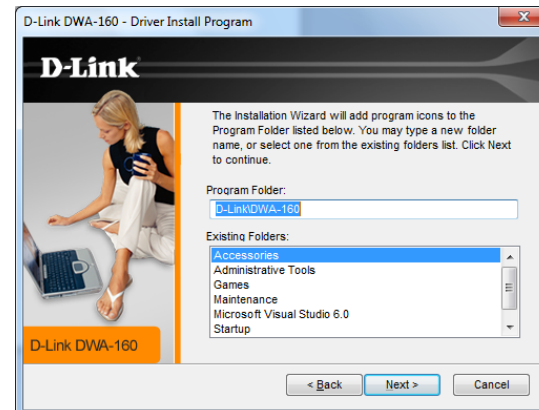 D-Link DWA-160 - Driver Install Program
D-Link
The Installation Wizard will add program icons to the
Program Folder listed below. You may type a new folder
name, or select one from the existing folders list. Click Next
to continue.
Program Folder:
D-Link\DWA-160
Existing Folders:
Accessories
Administrative Tools
Games
Maintenance
Microsoft Visual Studio 6.0
Startup
D-Link DWA-160
< Back
Next >
Cancel